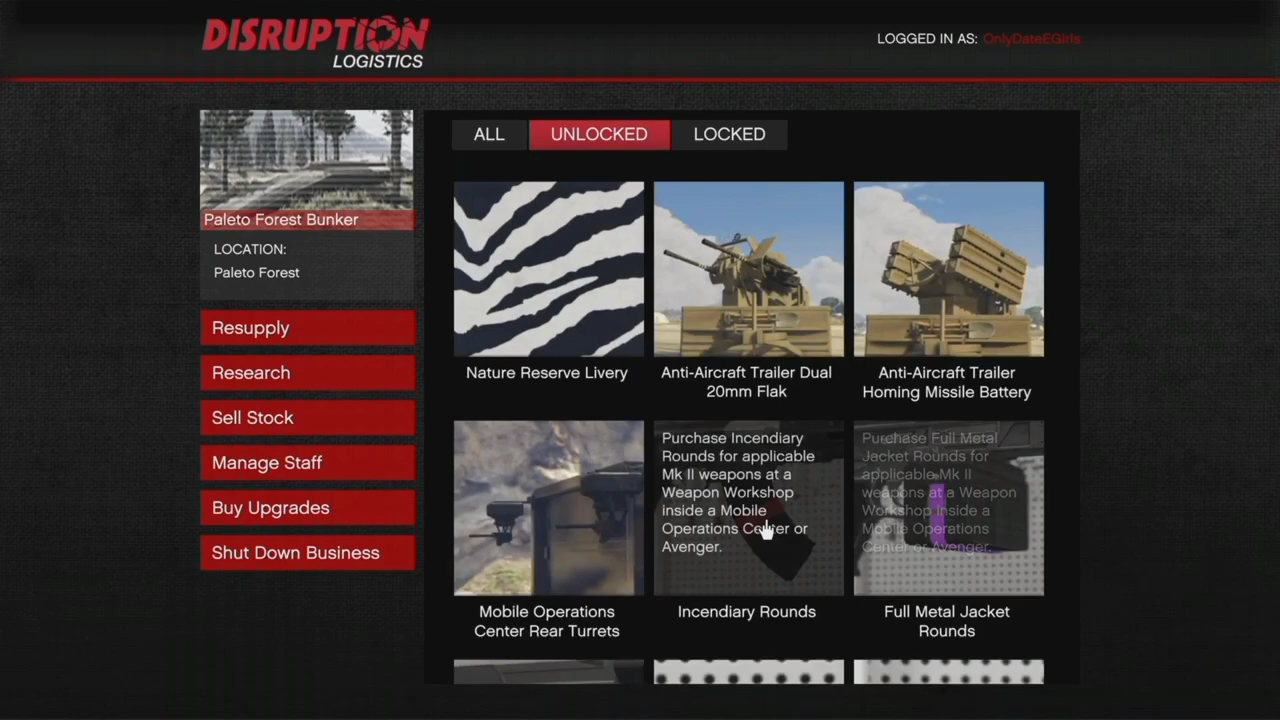 DISRUPTION
LOGISTICS
LOGGED IN AS: OnlyDateEGirls
Paleto Forest Bunker
LOCATION:
Paleto Forest
Resupply
Research
Sell Stock
Manage Staff
Buy Upgrades
Shut Down Business
ALL
UNLOCKED
LOCKED
Nature Reserve Livery
Anti-Aircraft Trailer Dual
20mm Flak
Anti-Aircraft Trailer
Homing Missile Battery
Mobile Operations
Center Rear Turrets
Purchase Incendiary
Rounds for applicable
Mk II weapons at a
Weapon Workshop
inside a Mobile
Operations Center or
Avenger.
Incendiary Rounds
Purchase Full Metal
Jacket Rounds for
applicable Mk II
weapons at a Weapon
Workshop inside a
Mobile Operations
Center or Avenger.
Full Metal Jacket
Rounds